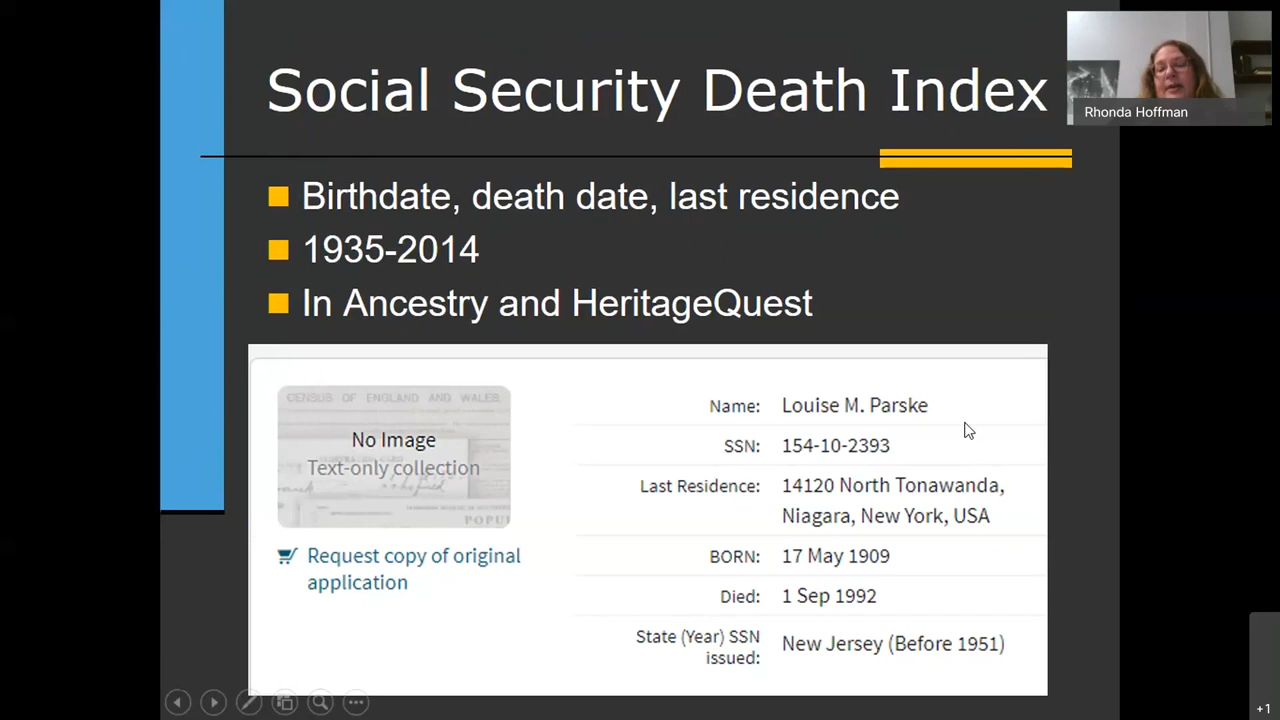 Social Security Death Index
Rhonda Hoffman
Birthdate, death date, last residence
1935-2014
In Ancestry and HeritageQuest
CENSUS OF ENGLAND AND WALES,
No Image
Text-only collection
POPU
Request copy of original
application
Name: Louise M. Parske
SSN: 154-10-2393
Last Residence: 14120 North Tonawanda,
Niagara, New York, USA
BORN: 17 May 1909
Died: 1 Sep 1992
State (Year) SSN
issued: New Jersey (Before 1951)
+1